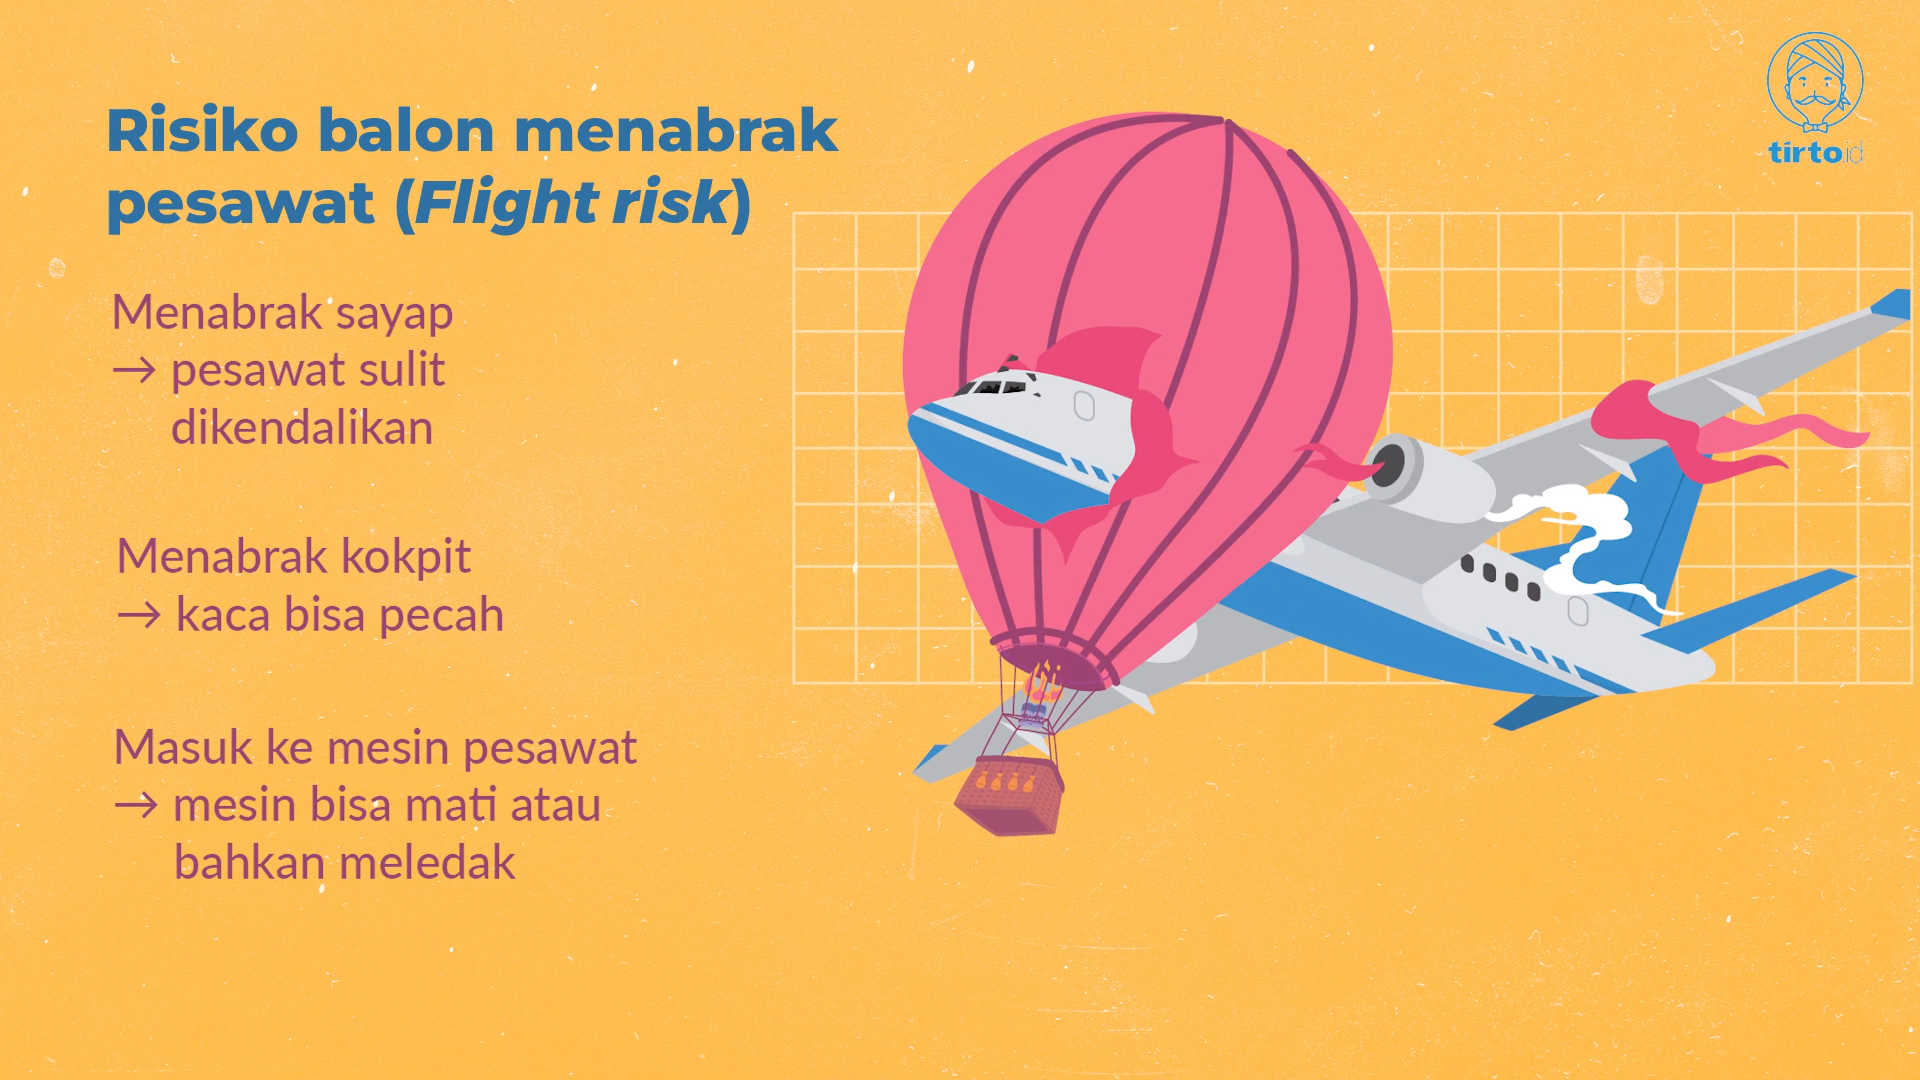 Risiko balon menabrak
pesawat (Flight risk)
Menabrak sayap
→ pesawat sulit
dikendalikan
Menabrak kokpit
→ kaca bisa pecah
Masuk ke mesin pesawat
→ mesin bisa mati atau
bahkan meledak
tirto.id